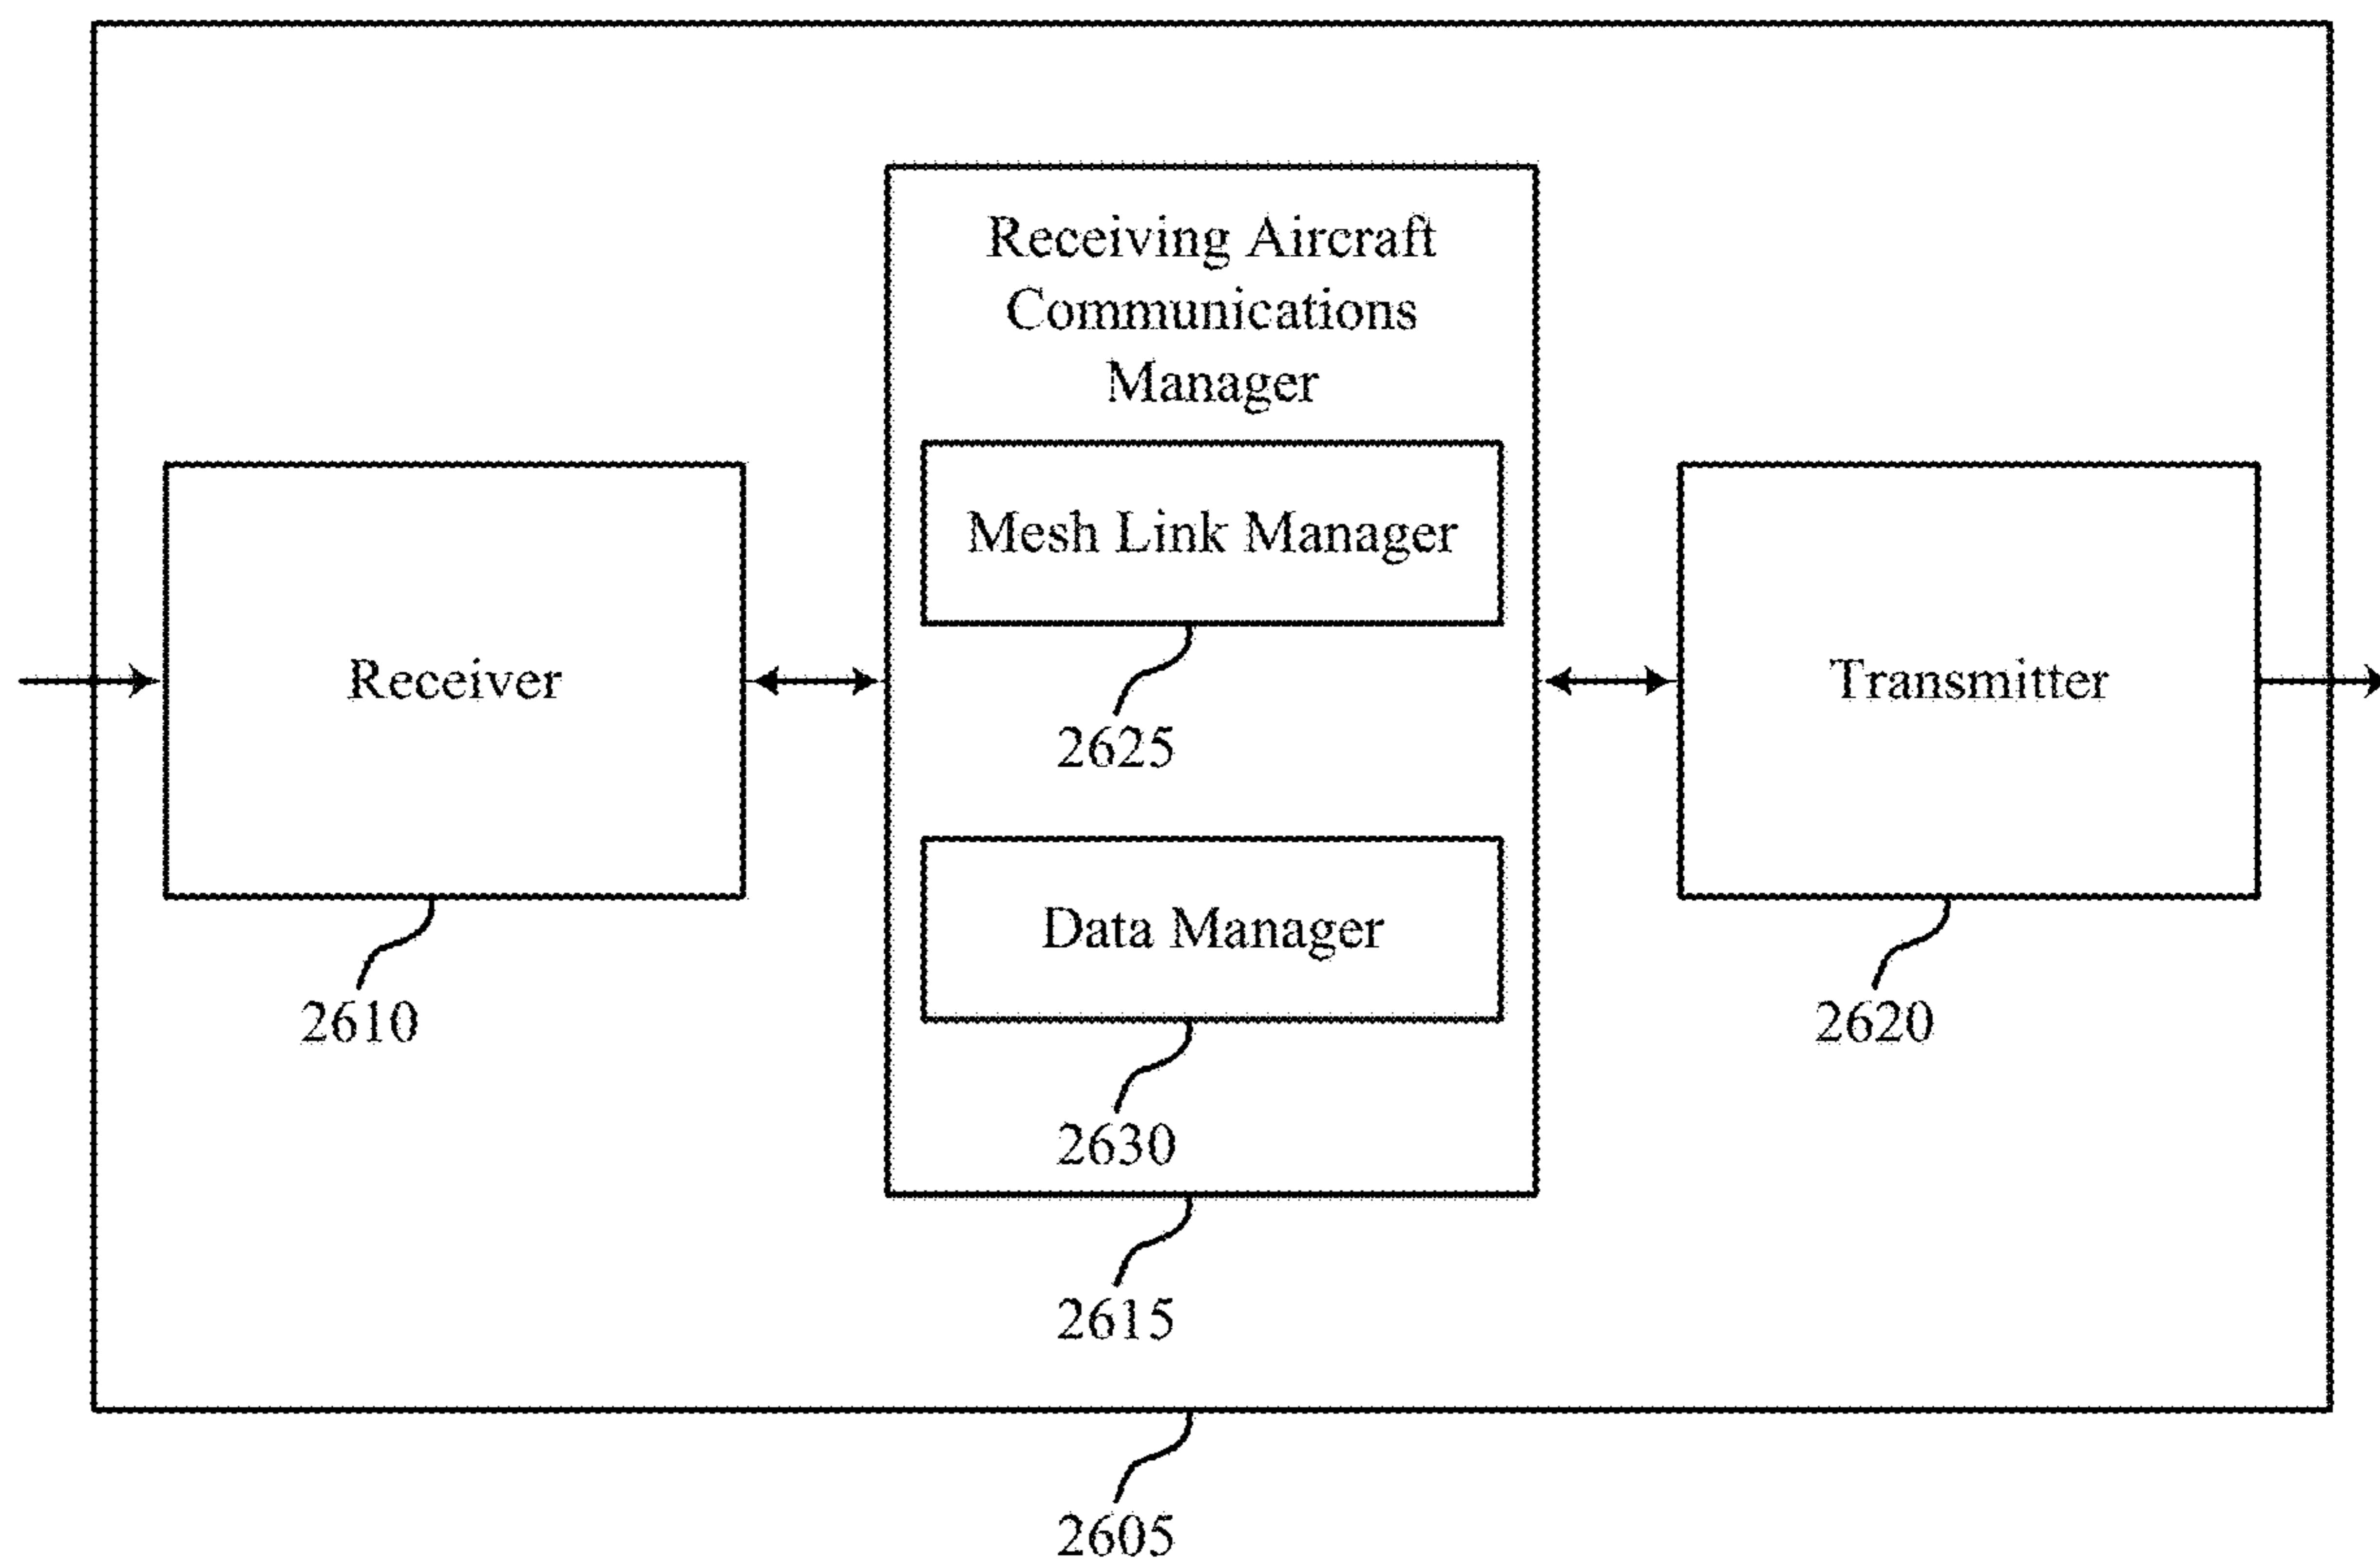 Receiving Aircraft
Communications
Manager
Mesh Link Manager
Receiver
Transmitter
2625
Data Manager
2610
2620
2630
2615
2605